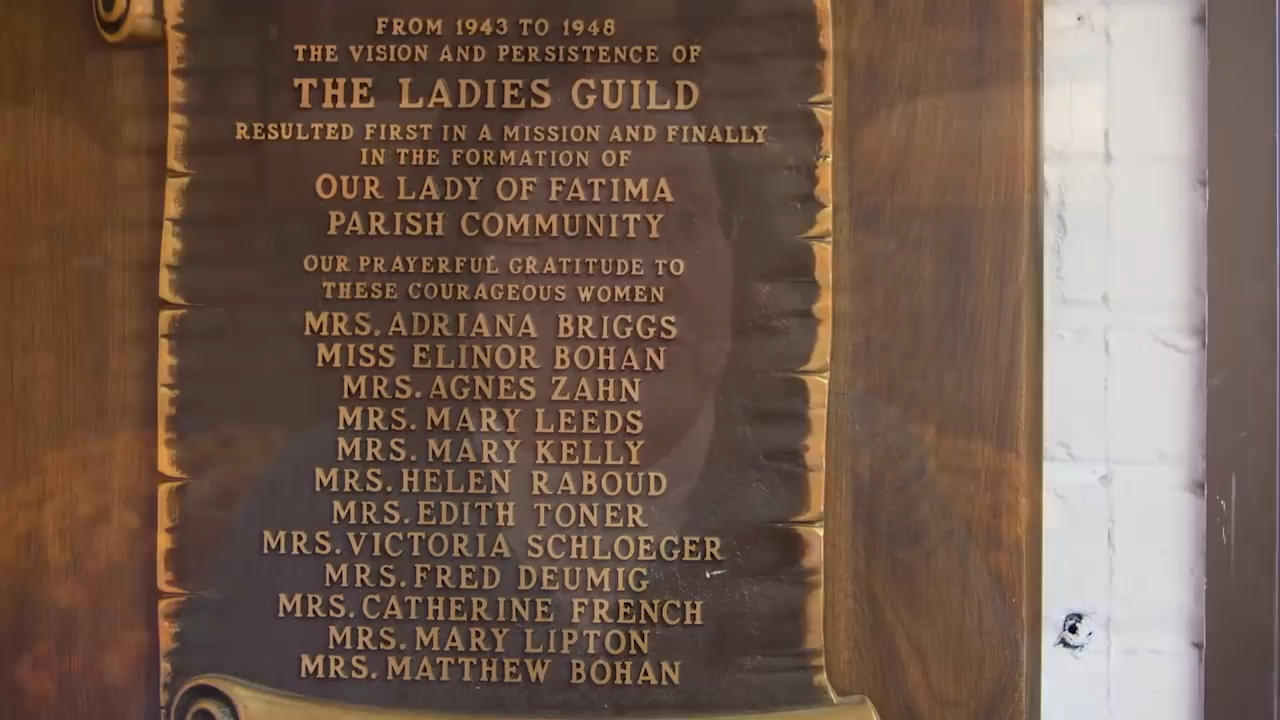 FROM 1943 TO 1948
THE VISION AND PERSISTENCE OF
THE LADIES GUILD
RESULTED FIRST IN A MISSION AND FINALLY
IN THE FORMATION OF
OUR LADY OF FATIMA
PARISH COMMUNITY
OUR PRAYERFUL GRATITUDE TO
THESE COURAGEOUS WOMEN
MRS. ADRIANA BRIGGS
MISS ELINOR BOHAN
MRS. AGNES ZAHN
MRS. MARY LEEDS
MRS. MARY KELLY
MRS. HELEN RABOUD
MRS. EDITH TONER
MRS. VICTORIA SCHLOEGER
MRS. FRED DEUMIG
MRS. CATHERINE FRENCH
MRS. MARY LIPTON
MRS. MATTHEW BOHAN